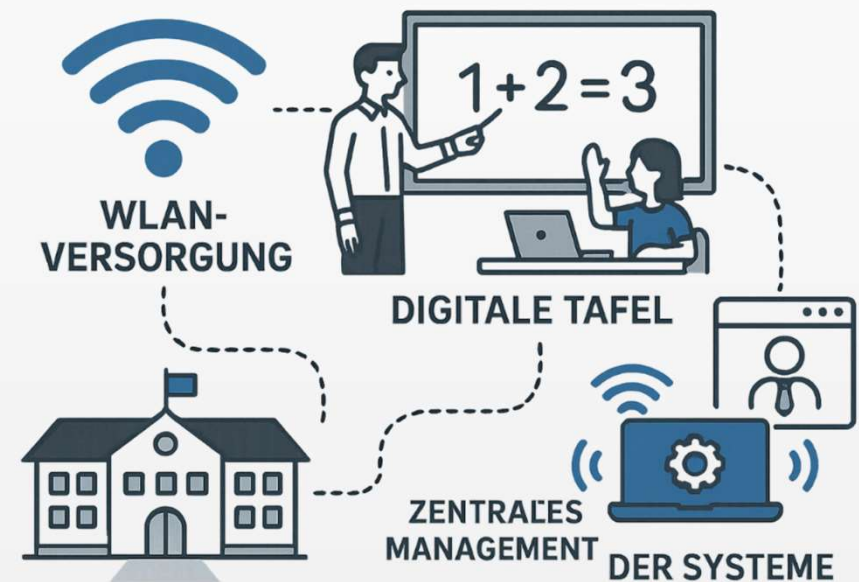 1+2=3
WLAN-
VERSORGUNG
DIGITALE TAFEL
ZENTRALES
MANAGEMENT
DER SYSTEME